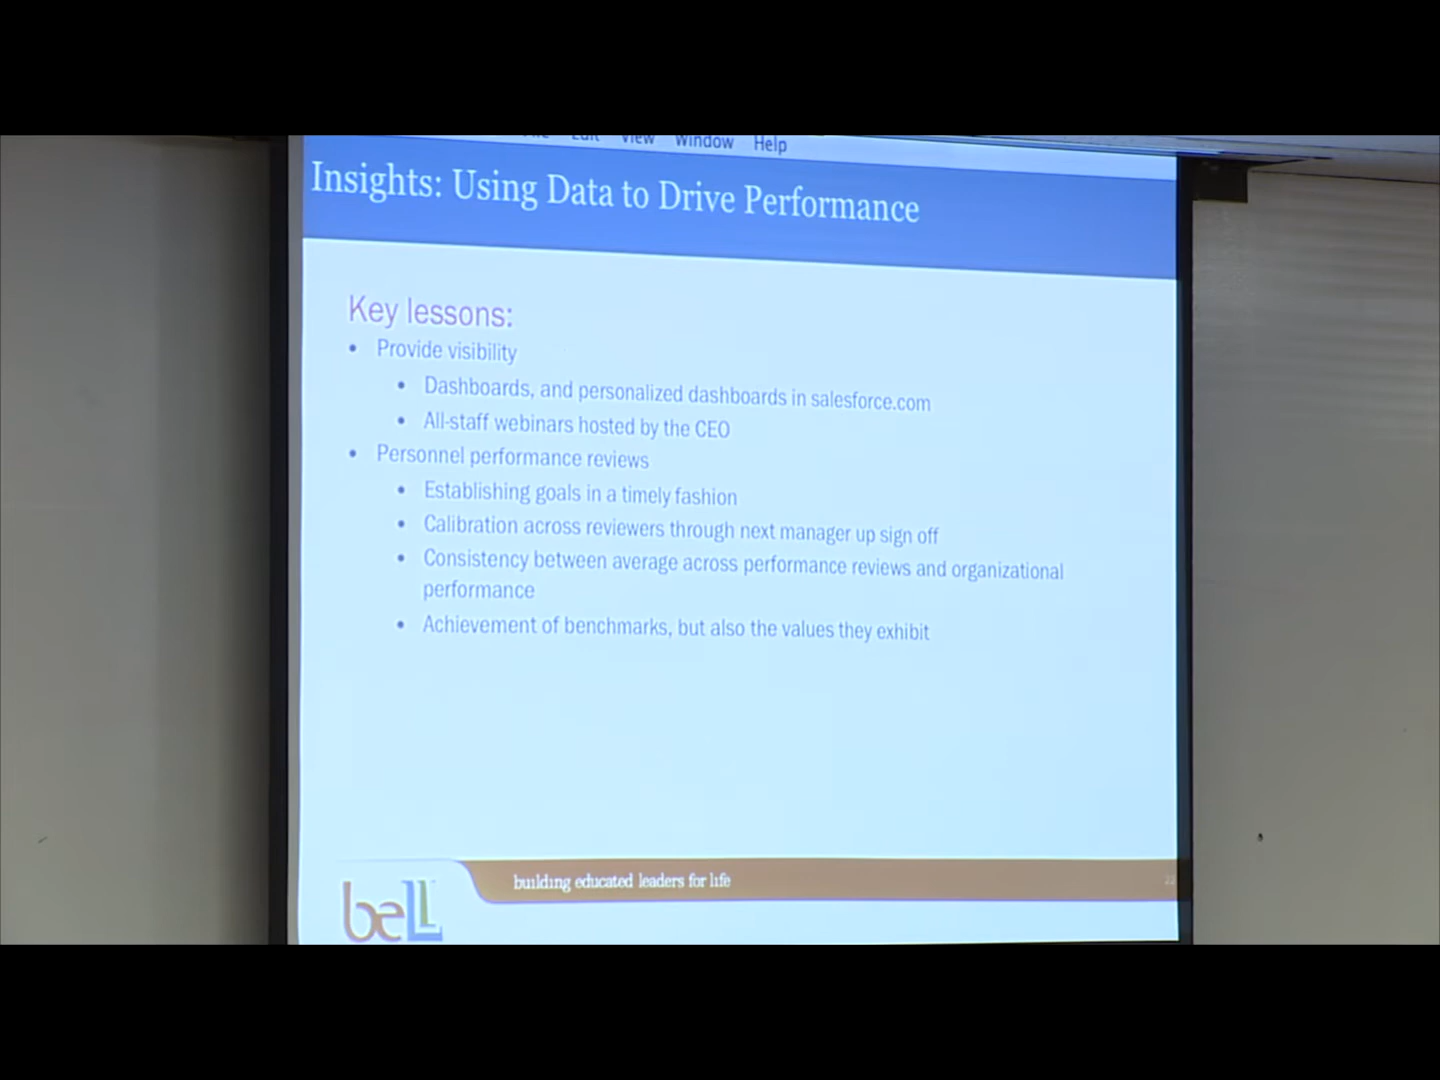 Edit View Window Help
Insights: Using Data to Drive Performance
Key lessons:
• Provide visibility
• Dashboards, and personalized dashboards in salesforce.com
• All-staff webinars hosted by the CEO
• Personnel performance reviews
• Establishing goals in a timely fashion
• Calibration across reviewers through next manager up sign off
• Consistency between average across performance reviews and organizational
performance
• Achievement of benchmarks, but also the values they exhibit
building educated leaders for life
bell